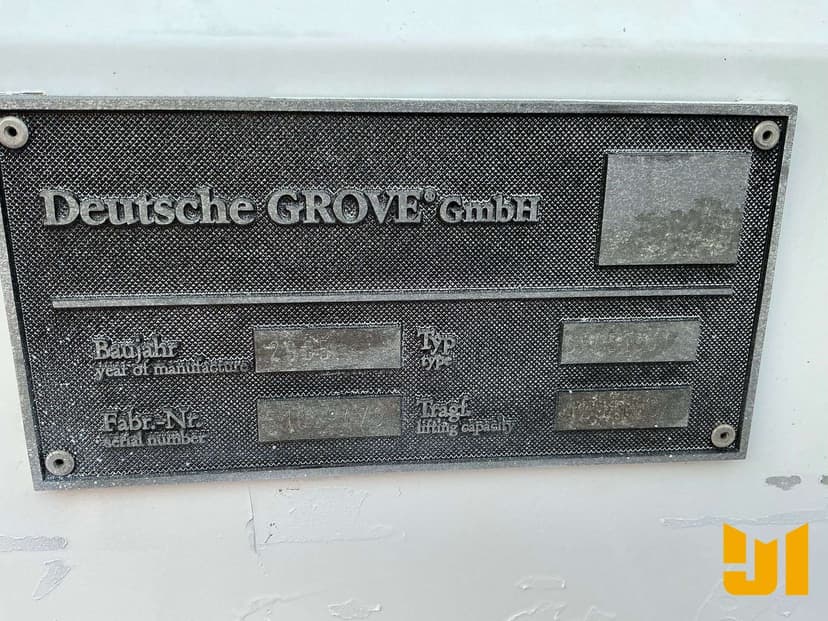 Deutsche GROVE® GmbH
Baujahr
year of manufacture
Typ
type
Fabr.-Nr.
serial number
Tragf.
lifting capacity